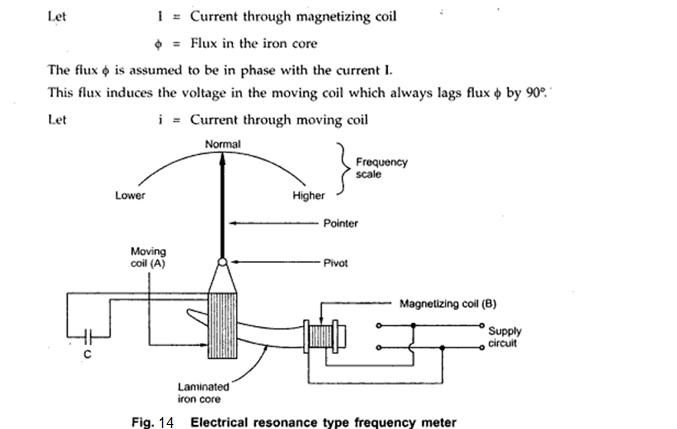 Let I = Current through magnetizing coil
ϕ = Flux in the iron core
The flux ϕ is assumed to be in phase with the current I.
This flux induces the voltage in the moving coil which always lags flux ϕ by 90°.
Let i = Current through moving coil
Normal
Frequency
scale
Lower
Higher
Pointer
Moving
coil (A)
Pivot
Magnetizing coil (B)
Supply
circuit
C
Laminated
iron core
Fig. 14 Electrical resonance type frequency meter